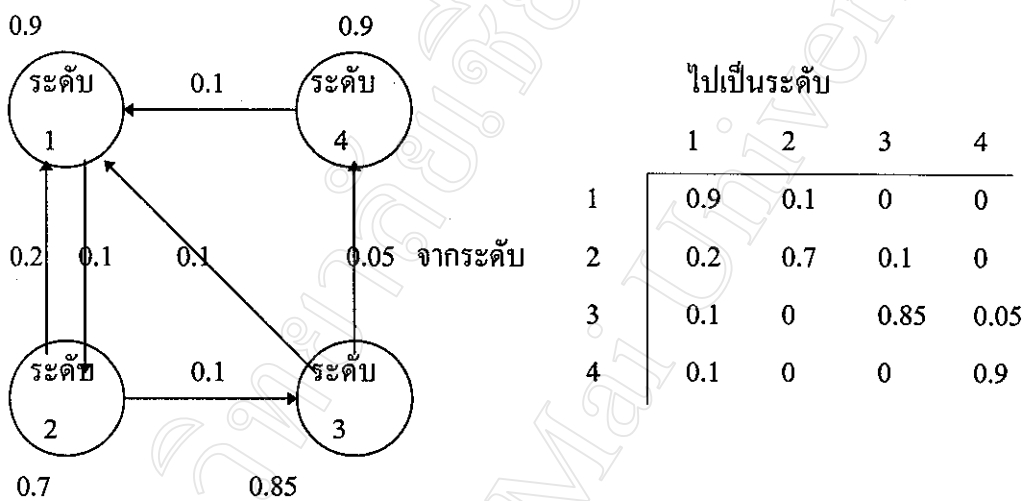 0.9 0.9
ระดับ 0.1 ระดับ
1 4
0.2 0.1 0.1 0.05
ระดับ 0.1 ระดับ
2 3
0.7 0.85
ไปเป็นระดับ
1 2 3 4
1 0.9 0.1 0 0
จากระดับ 2 0.2 0.7 0.1 0
3 0.1 0 0.85 0.05
4 0.1 0 0 0.9
Mai Univer